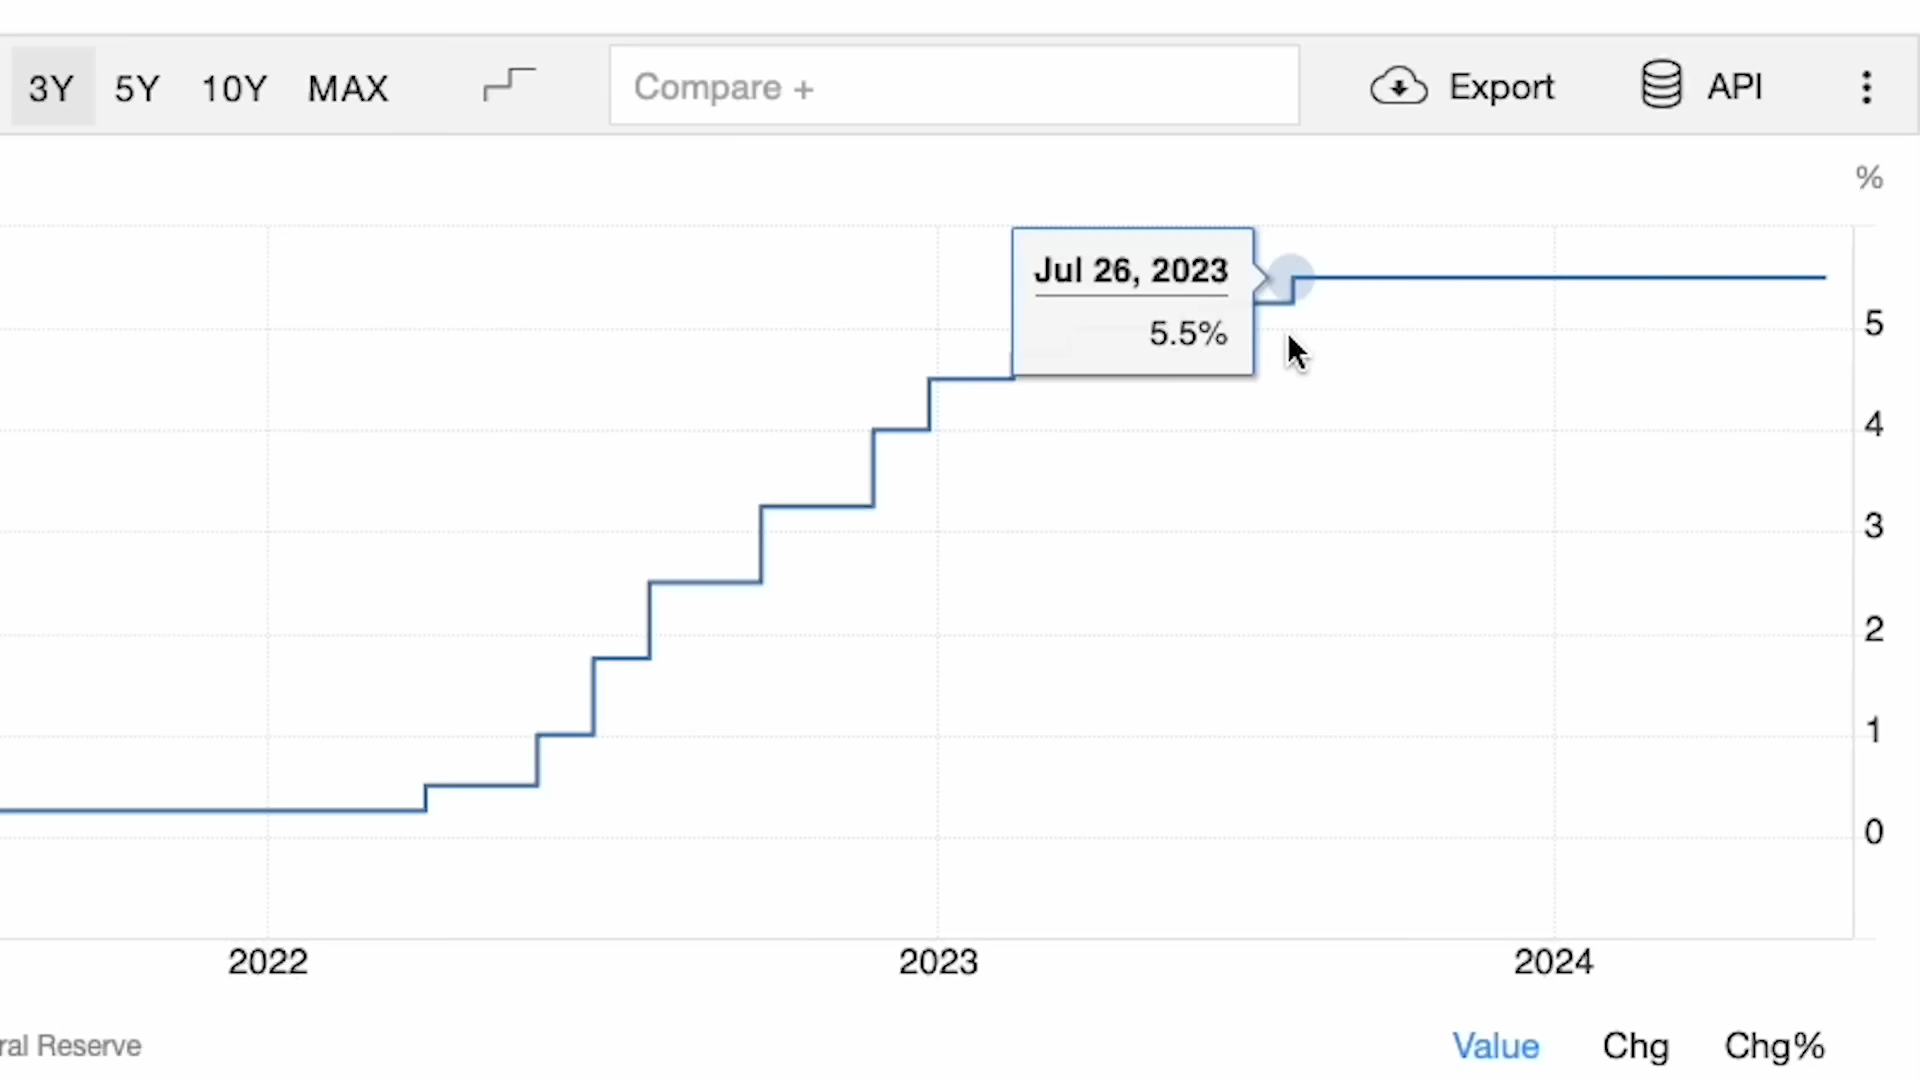 3Y 5Y 10Y MAX Compare + Export API
%
Jul 26, 2023
5.5%
5
4
3
2
1
0
2022 2023 2024
ral Reserve Value Chg Chg%